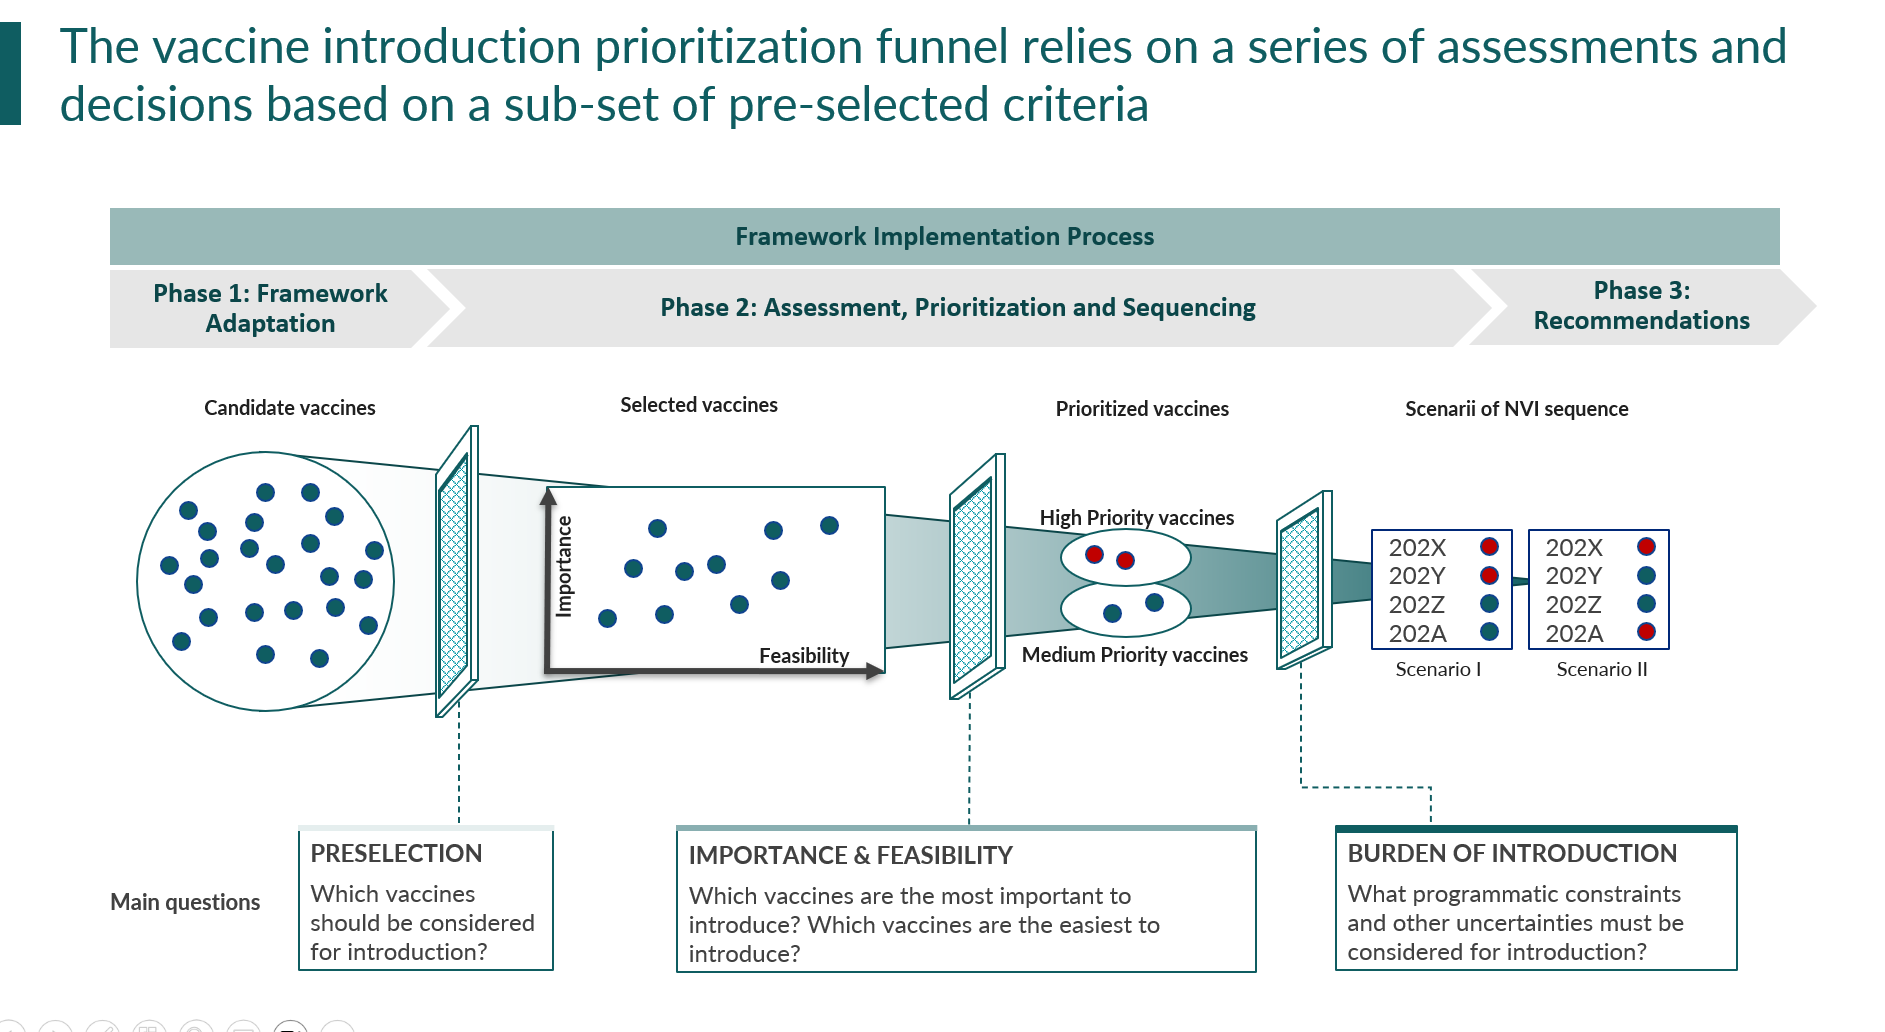 The vaccine introduction prioritization funnel relies on a series of assessments and
decisions based on a sub-set of pre-selected criteria
Framework Implementation Process
Phase 1: Framework
Adaptation
Phase 2: Assessment, Prioritization and Sequencing
Phase 3:
Recommendations
Candidate vaccines
Selected vaccines
Prioritized vaccines
Scenarii of NVI sequence
Importance
Feasibility
High Priority vaccines
Medium Priority vaccines
202X
202Y
202Z
202A
Scenario I
202X
202Y
202Z
202A
Scenario II
Main questions
PRESELECTION
Which vaccines
should be considered
for introduction?
IMPORTANCE & FEASIBILITY
Which vaccines are the most important to
introduce? Which vaccines are the easiest to
introduce?
BURDEN OF INTRODUCTION
What programmatic constraints
and other uncertainties must be
considered for introduction?